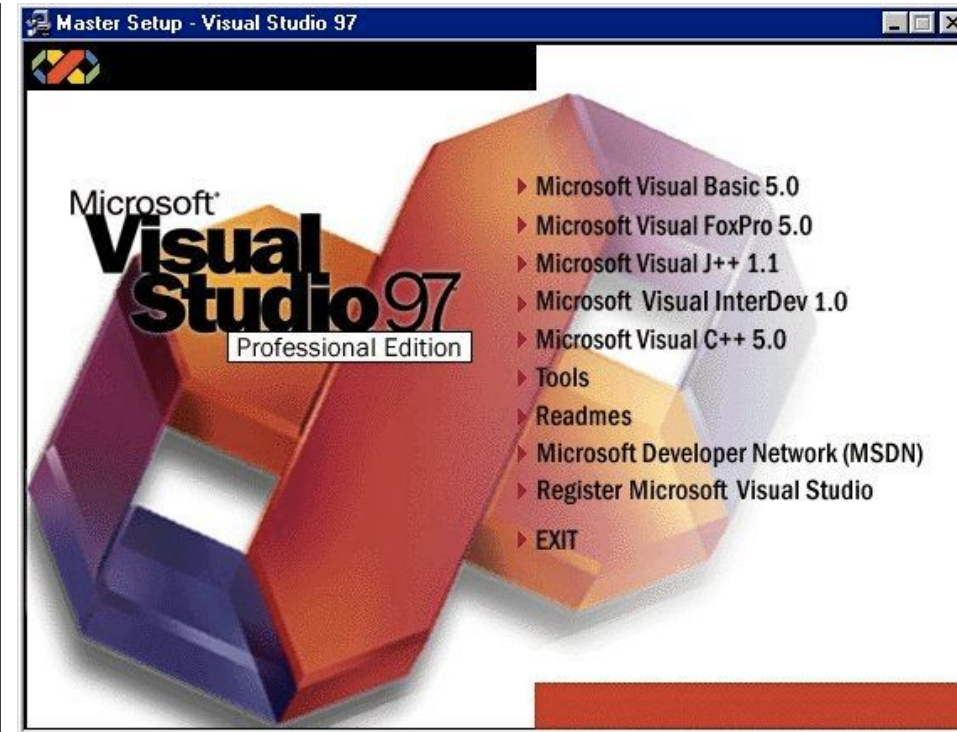 Master Setup - Visual Studio 97
Microsoft
Visual
Studio 97
Professional Edition
Microsoft Visual Basic 5.0
Microsoft Visual FoxPro 5.0
Microsoft Visual J++ 1.1
Microsoft Visual InterDev 1.0
Microsoft Visual C++ 5.0
Tools
Readmes
Microsoft Developer Network (MSDN)
Register Microsoft Visual Studio
EXIT